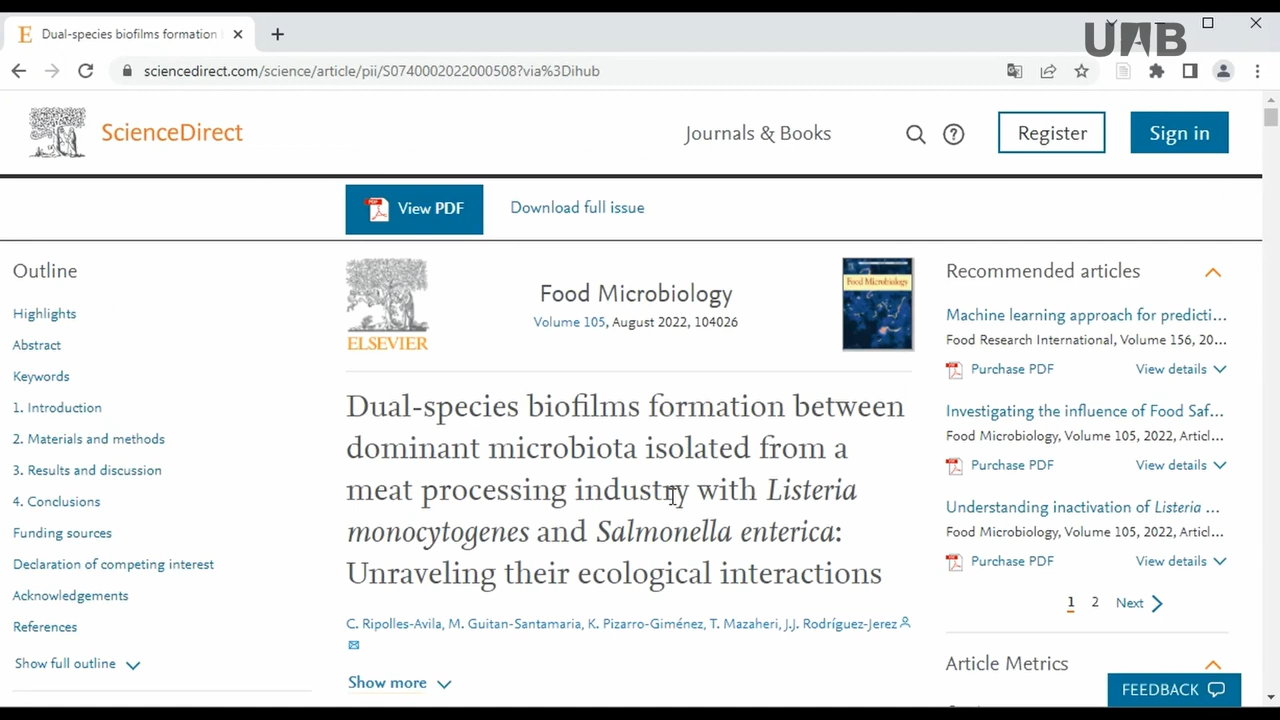 Dual-species biofilms formation
UAB
sciencedirect.com/science/article/pii/S0740002022000508?via%3Dihub
ScienceDirect
Journals & Books
Register
Sign in
View PDF
Download full issue
Outline
Highlights
Abstract
Keywords
1. Introduction
2. Materials and methods
3. Results and discussion
4. Conclusions
Funding sources
Declaration of competing interest
Acknowledgements
References
Show full outline
ELSEVIER
Food Microbiology
Volume 105, August 2022, 104026
Food Microbiology
Dual-species biofilms formation between
dominant microbiota isolated from a
meat processing industry with Listeria
monocytogenes and Salmonella enterica:
Unraveling their ecological interactions
C. Ripolles-Avila, M. Guitan-Santamaria, K. Pizarro-Giménez, T. Mazaheri, J.J. Rodríguez-Jerez
Show more
Recommended articles
Machine learning approach for predicti...
Food Research International, Volume 156, 20...
Purchase PDF View details
Investigating the influence of Food Saf...
Food Microbiology, Volume 105, 2022, Articl...
Purchase PDF View details
Understanding inactivation of Listeria ...
Food Microbiology, Volume 105, 2022, Articl...
Purchase PDF View details
1 2 Next
Article Metrics
FEEDBACK